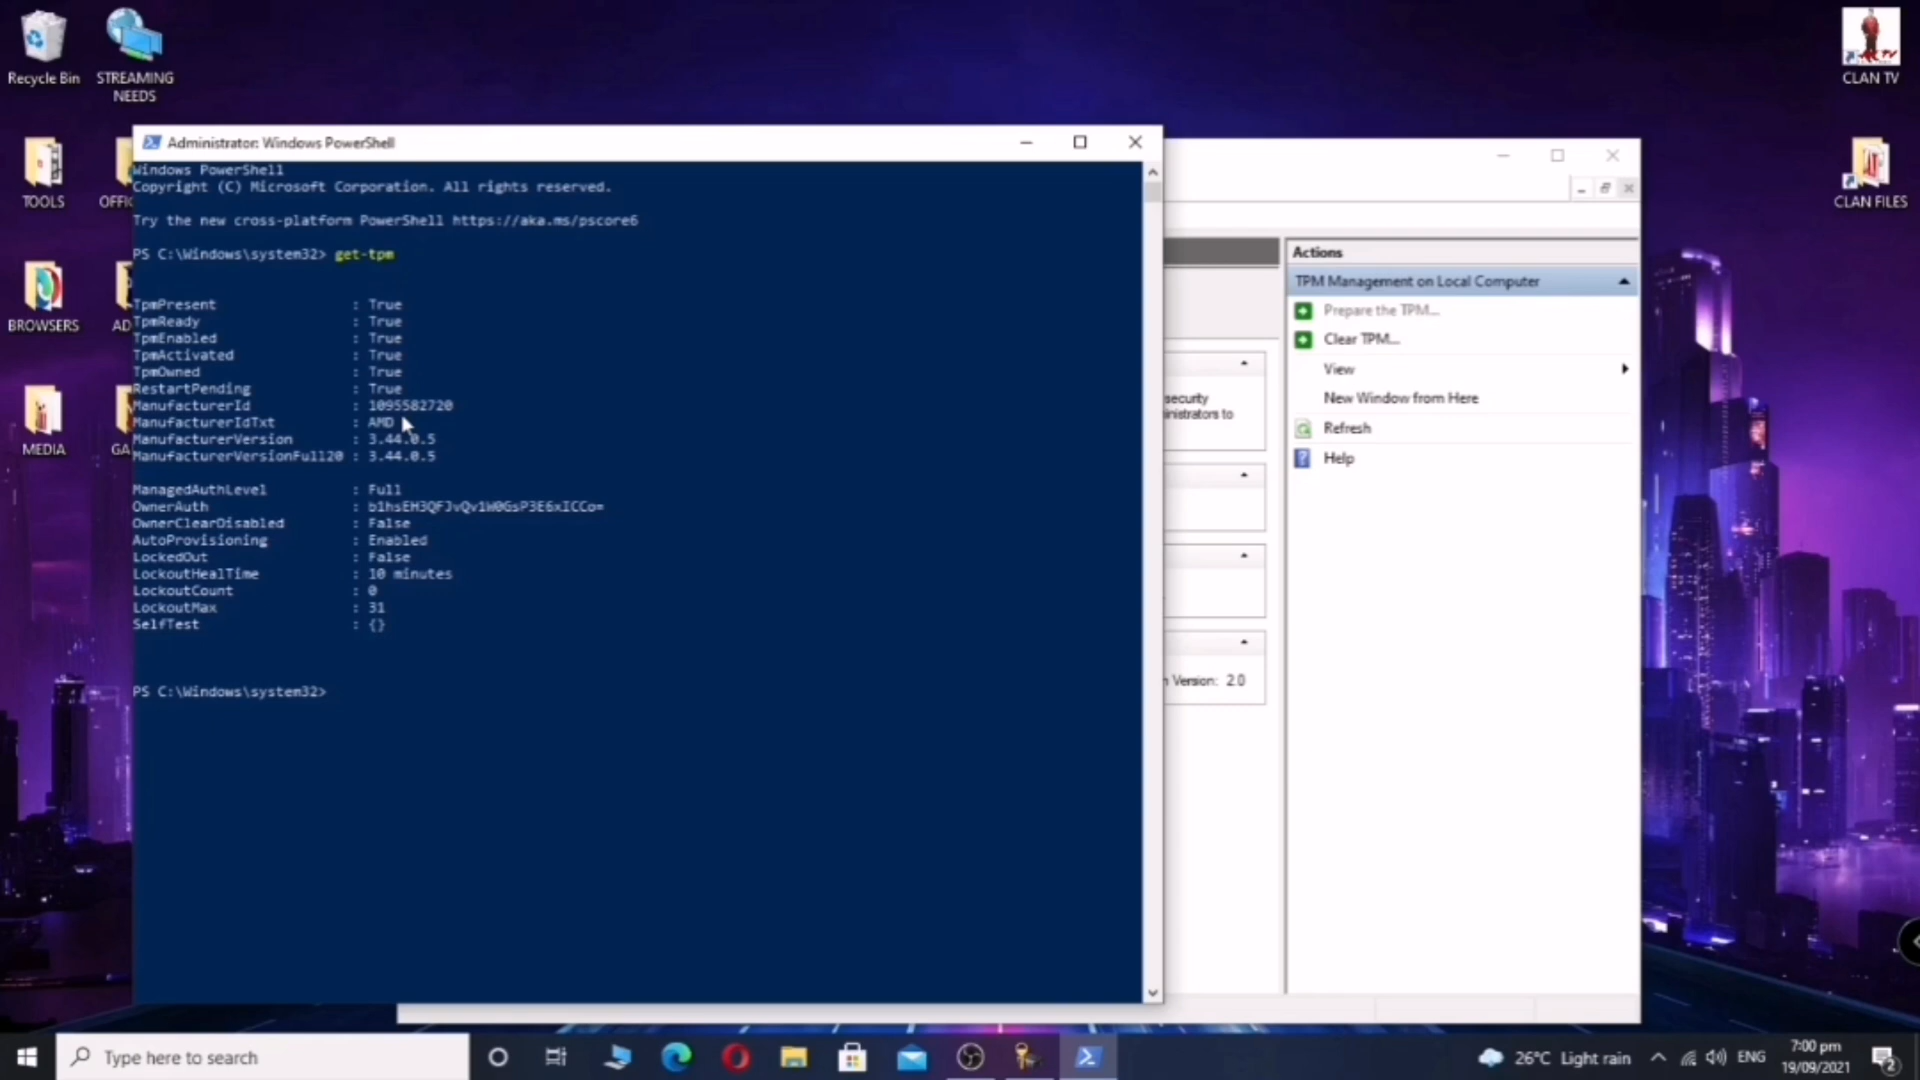 Recycle Bin
STREAMING
NEEDS
TOOLS
BROWSERS
MEDIA
CLAN TV
CLAN FILES
Administrator: Windows PowerShell
Windows PowerShell
Copyright (C) Microsoft Corporation. All rights reserved.
Try the new cross-platform PowerShell https://aka.ms/pscore6
PS C:\Windows\system32> get-tpm
TpmPresent : True
TpmReady : True
TpmEnabled : True
TpmActivated : True
TpmOwned : True
RestartPending : True
ManufacturerId : 1095582720
ManufacturerIdTxt : AMD
ManufacturerVersion : 3.44.0.5
ManufacturerVersionFull20 : 3.44.0.5
ManagedAuthLevel : Full
OwnerAuth : b1hsEH3QFJvQv1W0GsP3E6xICCo=
OwnerClearDisabled : False
AutoProvisioning : Enabled
LockedOut : False
LockoutHealTime : 10 minutes
LockoutCount : 0
LockoutMax : 31
SelfTest : {}
PS C:\Windows\system32>
security
Version: 2.0
Actions
TPM Management on Local Computer
Prepare the TPM...
Clear TPM...
View
New Window from Here
Refresh
Help
Type here to search
26°C Light rain
ENG
7:00 pm
19/09/2021
2